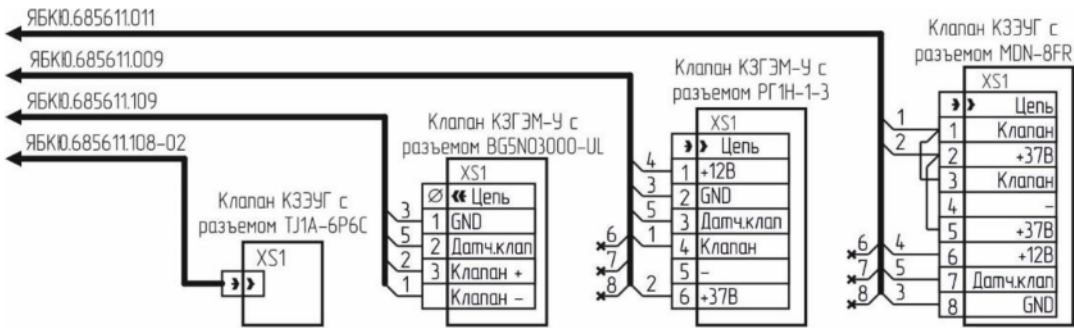 ЯБКЮ.685611.011
ЯБКЮ.685611.009
ЯБКЮ.685611.109
ЯБКЮ.685611.108-02
Клапан КЗЭУГ с
разъемом TJ1A-6P6C
XS1
Клапан КЗГЭМ-У с
разъемом BG5N03000-UL
XS1
Ø Цепь
3 1 GND
5 2 Датч.клап
2 3 Клапан +
1 Клапан -
Клапан КЗГЭМ-У с
разъемом РГ1Н-1-3
XS1
Цепь
4 1 +12В
3 2 GND
5 3 Датч.клап
6 1 4 Клапан
7 5 -
8 2 6 +37В
Клапан КЗЭУГ с
разъемом MDN-8FR
XS1
Цепь
1 1 Клапан
2 2 +37В
3 Клапан
4 -
5 +37В
6 4 6 +12В
7 5 7 Датч.клап
8 3 8 GND